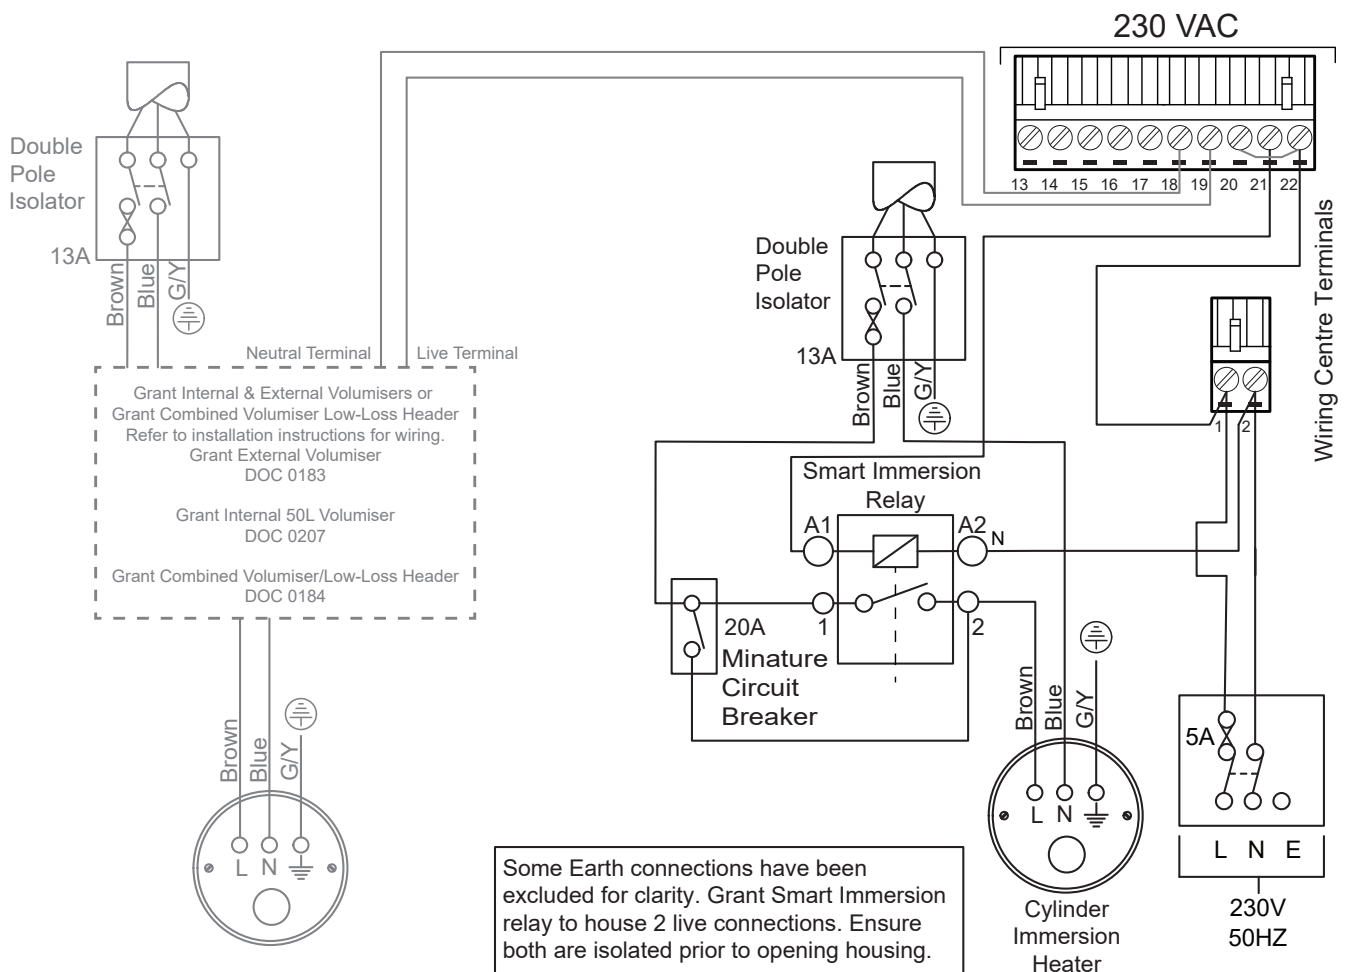 230 VAC
13 14 15 16 17 18 19 20 21 22
Wiring Centre Terminals
Double
Pole
Isolator
13A
Brown
Blue
G/Y
Neutral Terminal
Live Terminal
Grant Internal & External Volumisers or
Grant Combined Volumiser Low-Loss Header
Refer to installation instructions for wiring.
Grant External Volumiser
DOC 0183
Grant Internal 50L Volumiser
DOC 0207
Grant Combined Volumiser/Low-Loss Header
DOC 0184
Brown
Blue
G/Y
L N
Double
Pole
Isolator
13A
Brown
Blue
G/Y
Smart Immersion
Relay
A1
A2
N
1
2
20A
Minature
Circuit
Breaker
Brown
Blue
G/Y
L N
Cylinder
Immersion
Heater
1 2
5A
L N E
230V
50HZ
Some Earth connections have been
excluded for clarity. Grant Smart Immersion
relay to house 2 live connections. Ensure
both are isolated prior to opening housing.